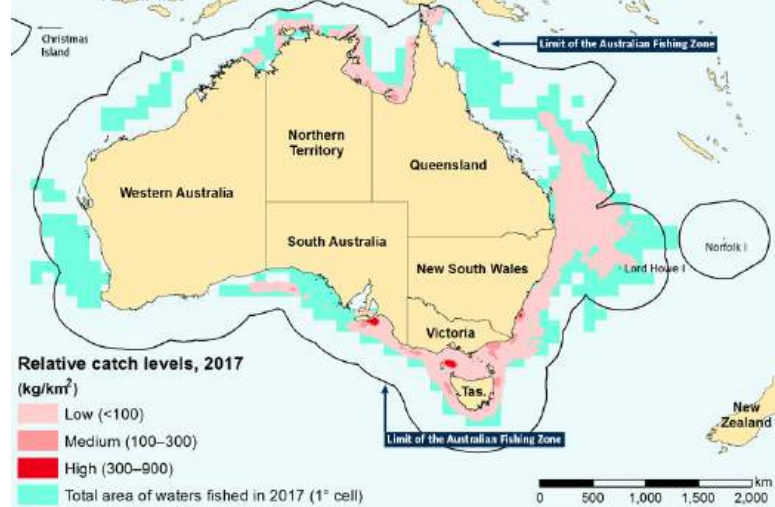 Christmas
Island
Limit of the Australian Fishing Zone
Northern
Territory
Queensland
Western Australia
South Australia
New South Wales
Norfolk I
Lord Howe I
Victoria
Tas.
New
Zealand
Relative catch levels, 2017
(kg/km²)
Low (<100)
Medium (100–300)
High (300–900)
Total area of waters fished in 2017 (1° cell)
Limit of the Australian Fishing Zone
km
0 500 1,000 1,500 2,000